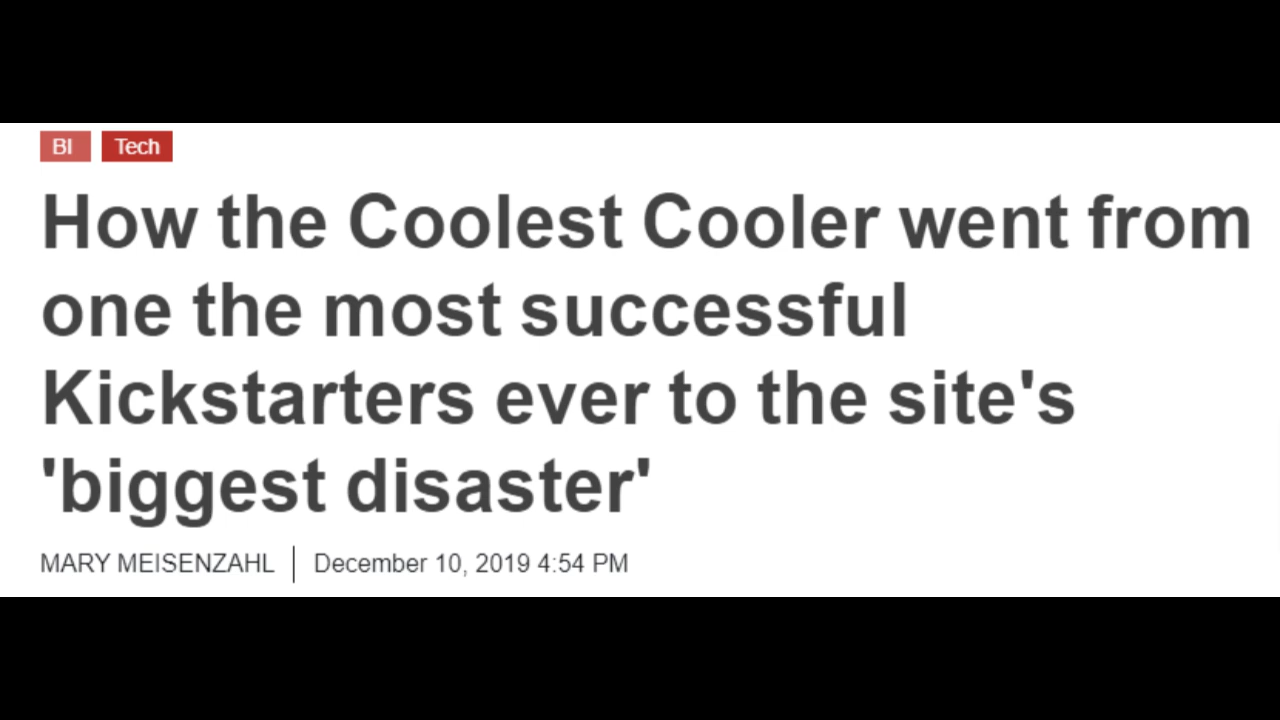 BI Tech
How the Coolest Cooler went from
one the most successful
Kickstarters ever to the site's
'biggest disaster'
MARY MEISENZAHL | December 10, 2019 4:54 PM